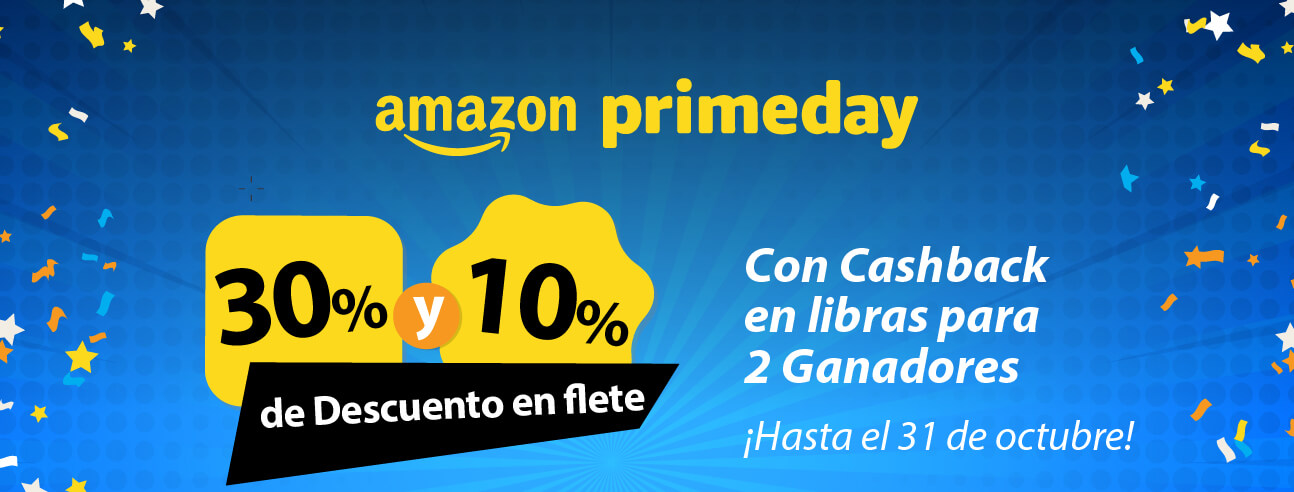 amazon primeday
30% y 10%
de Descuento en flete
Con Cashback
en libras para
2 Ganadores
¡Hasta el 31 de octubre!